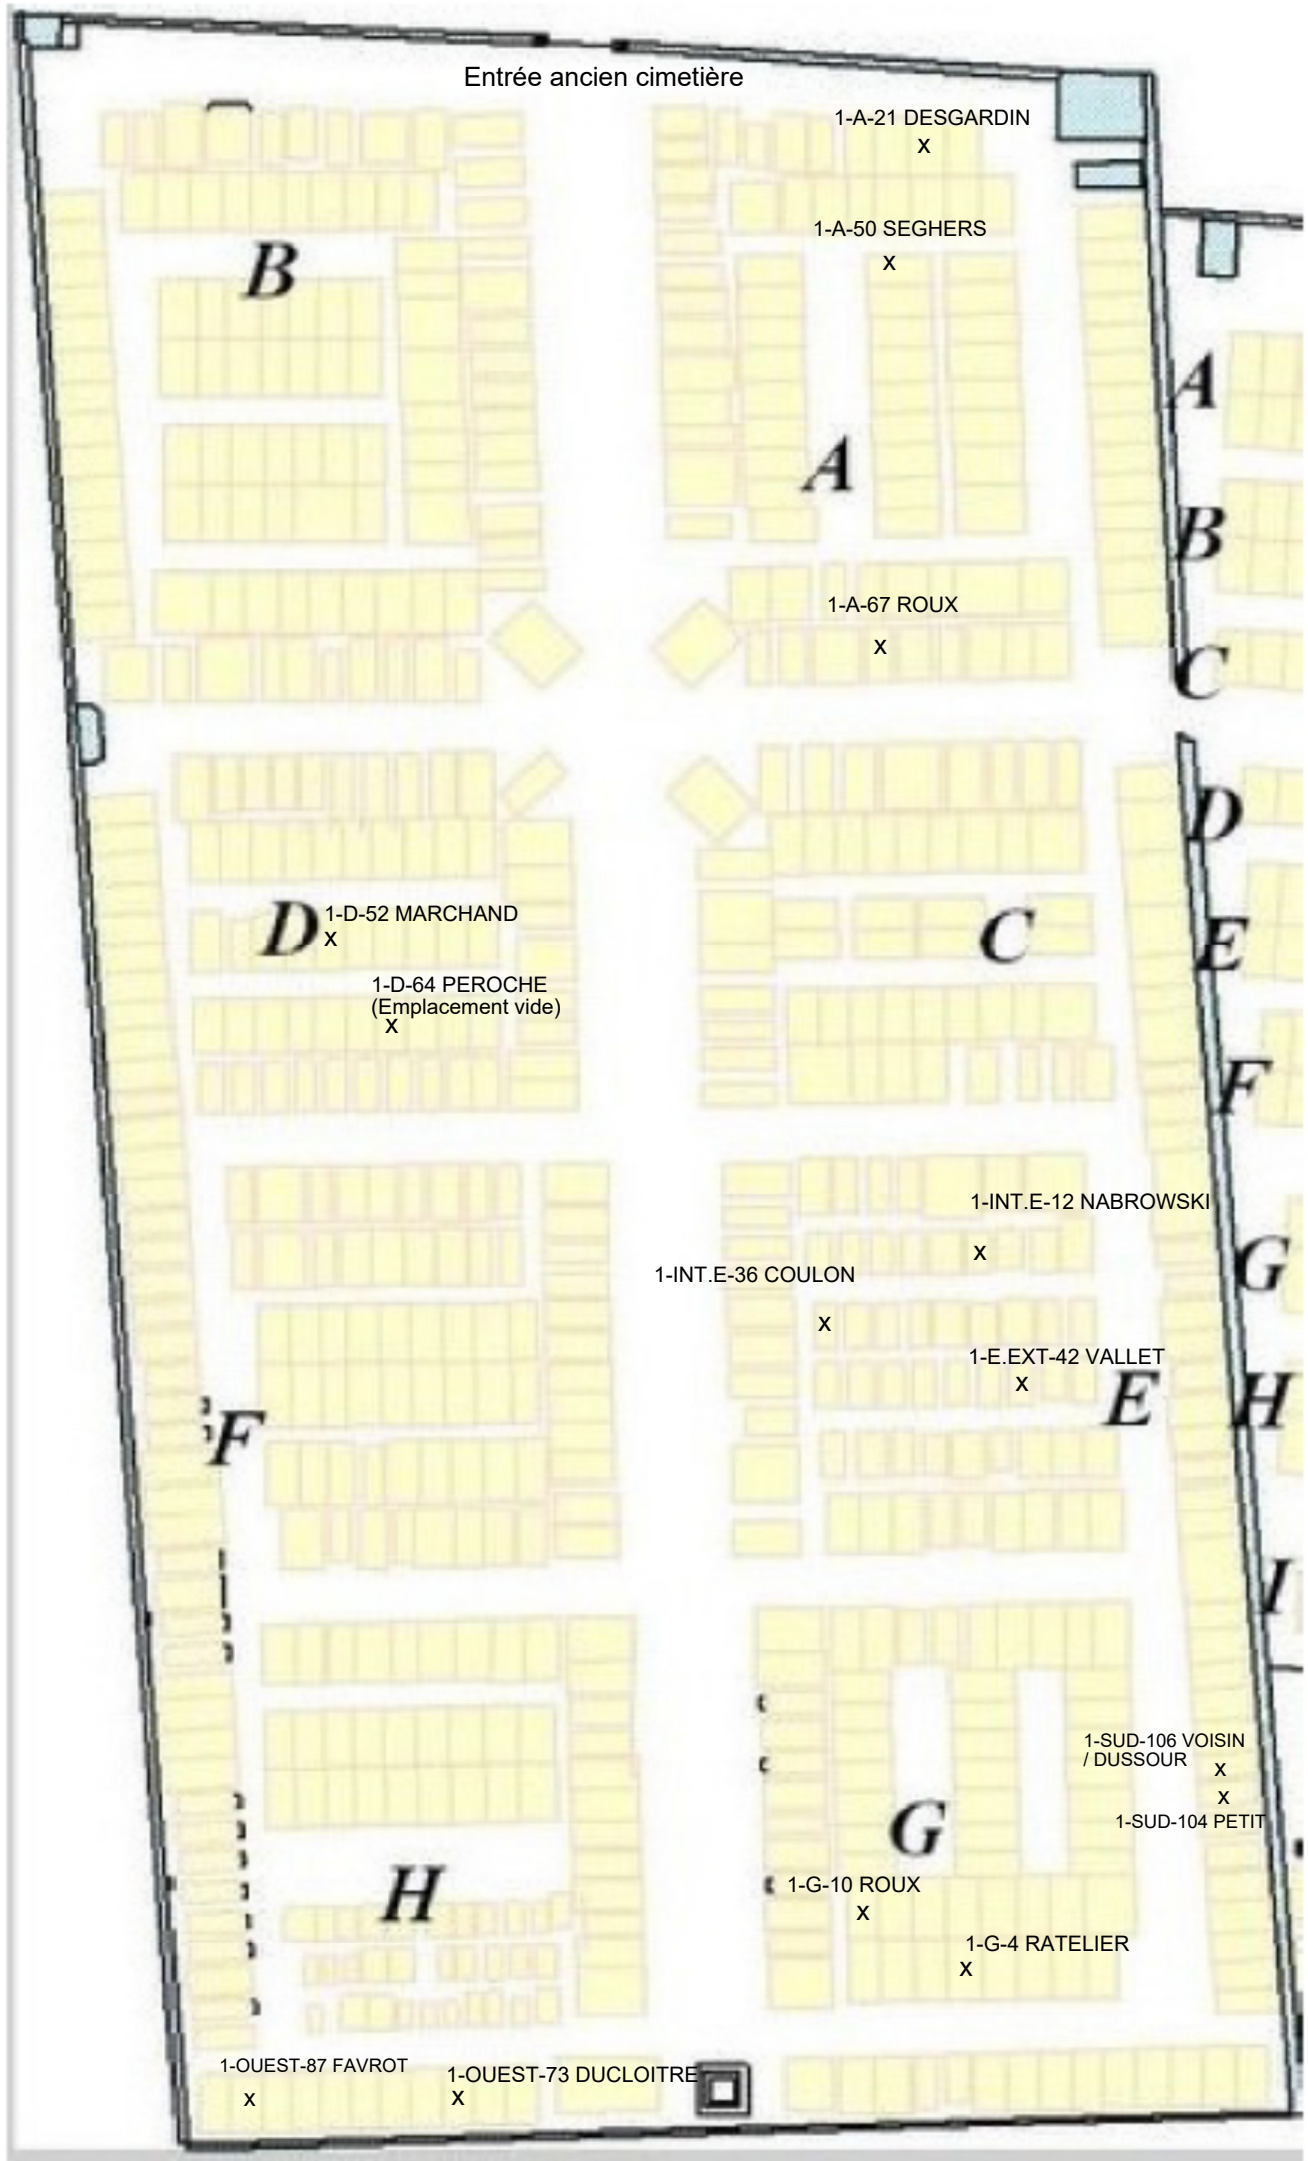 Entrée ancien cimetière
1-A-21 DESGARDIN
x
1-A-50 SEGHERS
x
B
A
A
B
1-A-67 ROUX
x
C
D
1-D-52 MARCHAND
x
D
C
E
1-D-64 PEROCHE
(Emplacement vide)
x
F
1-INT.E-12 NABROWSKI
x
G
1-INT.E-36 COULON
x
1-E.EXT-42 VALLET
x
E
H
F
I
1-SUD-106 VOISIN
/ DUSSOUR
x
x
1-SUD-104 PETIT
G
H
1-G-10 ROUX
x
1-G-4 RATELIER
x
1-OUEST-87 FAVROT
x
1-OUEST-73 DUCLOITRE
x